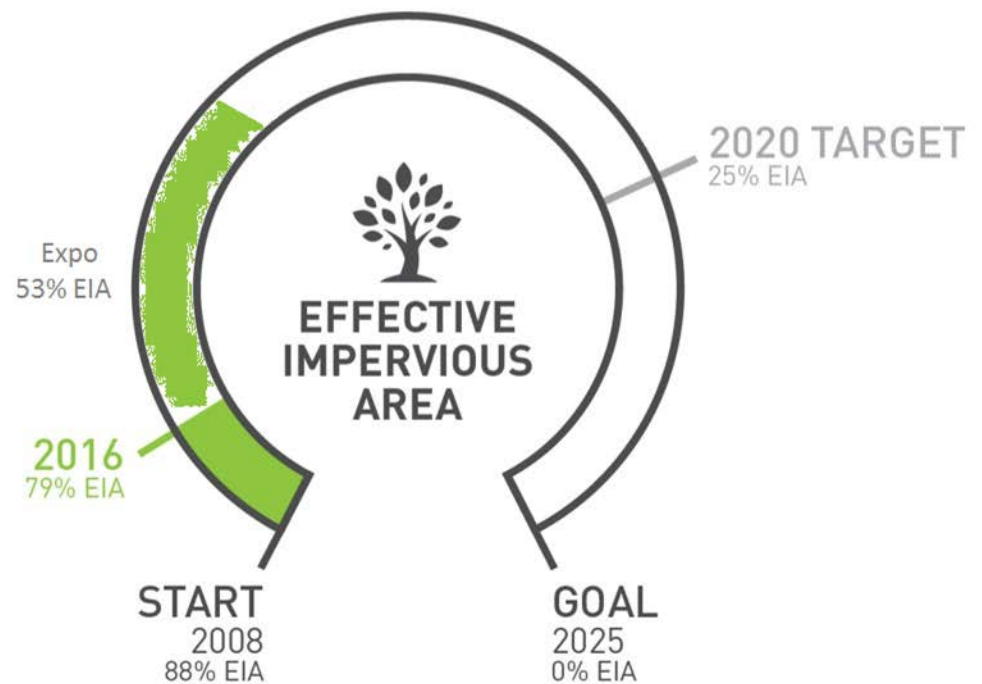 2020 TARGET
25% EIA
Expo
53% EIA
EFFECTIVE
IMPERVIOUS
AREA
2016
79% EIA
START
2008
88% EIA
GOAL
2025
0% EIA